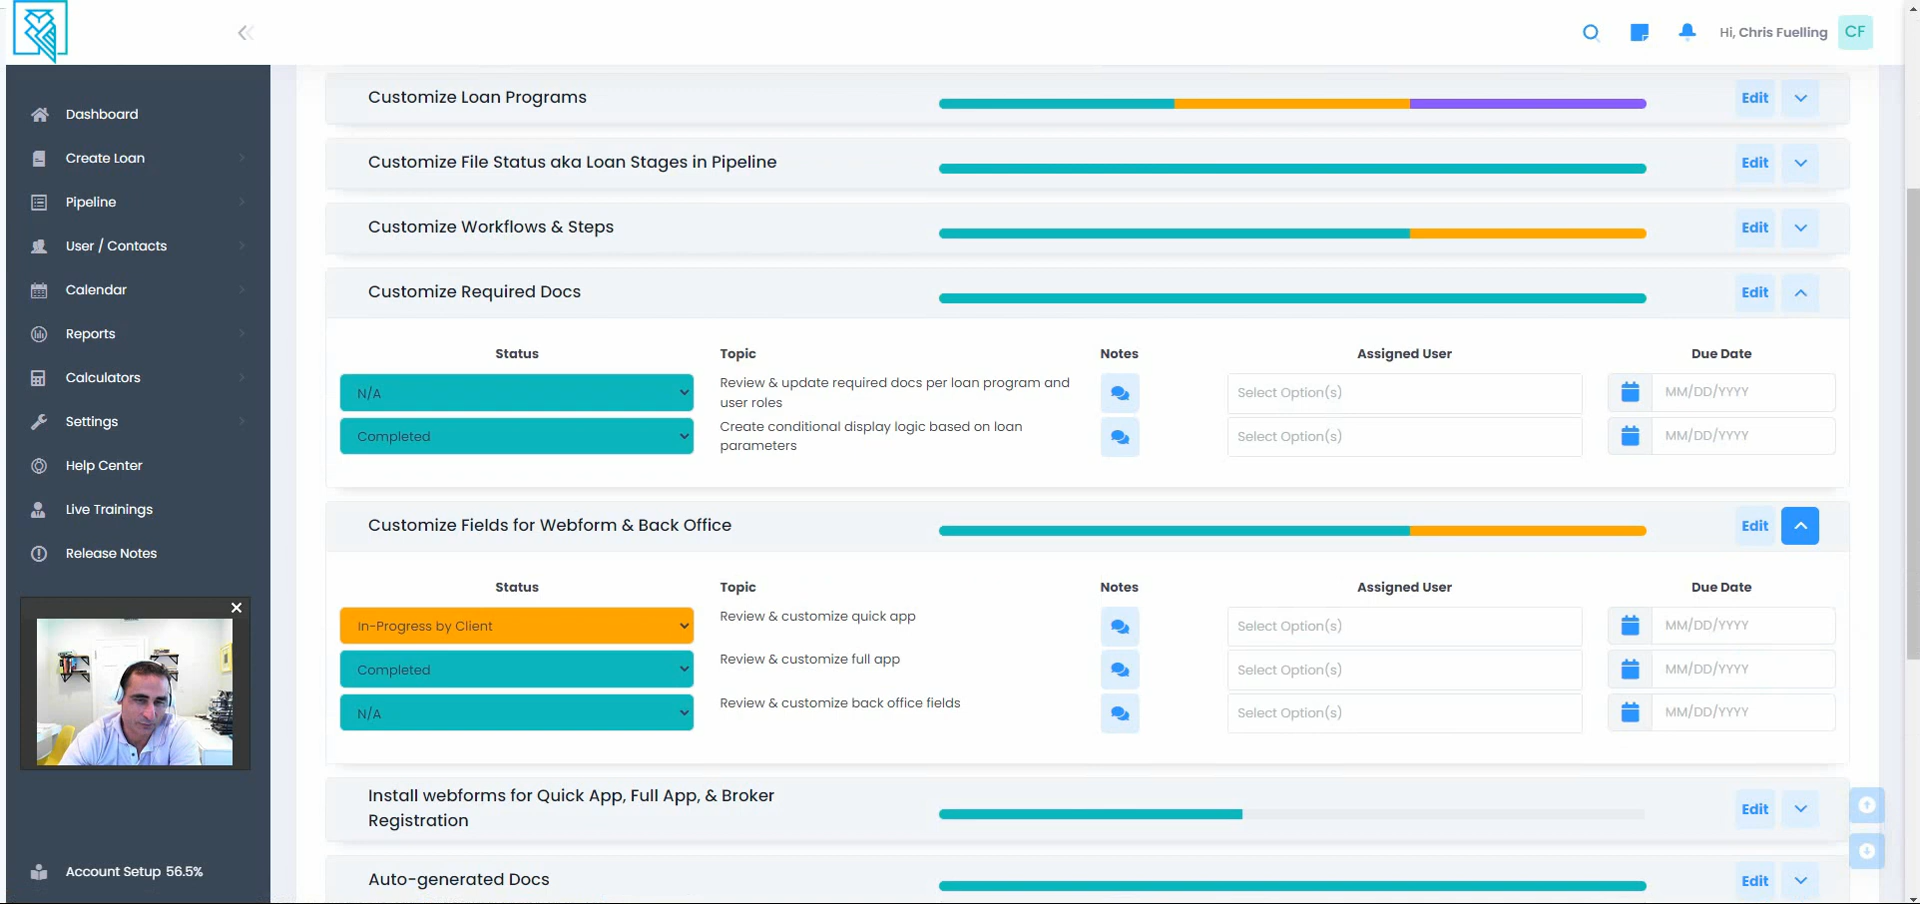 Hi, Chris Fuelling
CF
Dashboard
Create Loan
Pipeline
User / Contacts
Calendar
Reports
Calculators
Settings
Help Center
Live Trainings
Release Notes
Account Setup 56.5%
Customize Loan Programs
Edit
Customize File Status aka Loan Stages in Pipeline
Edit
Customize Workflows & Steps
Edit
Customize Required Docs
Edit
Status Topic Notes Assigned User Due Date
N/A
Review & update required docs per loan program and
user roles
Select Option(s)
MM/DD/YYYY
Completed
Create conditional display logic based on loan
parameters
Select Option(s)
MM/DD/YYYY
Customize Fields for Webform & Back Office
Edit
Status Topic Notes Assigned User Due Date
In-Progress by Client
Review & customize quick app
Select Option(s)
MM/DD/YYYY
Completed
Review & customize full app
Select Option(s)
MM/DD/YYYY
N/A
Review & customize back office fields
Select Option(s)
MM/DD/YYYY
Install webforms for Quick App, Full App, & Broker
Registration
Edit
Auto-generated Docs
Edit